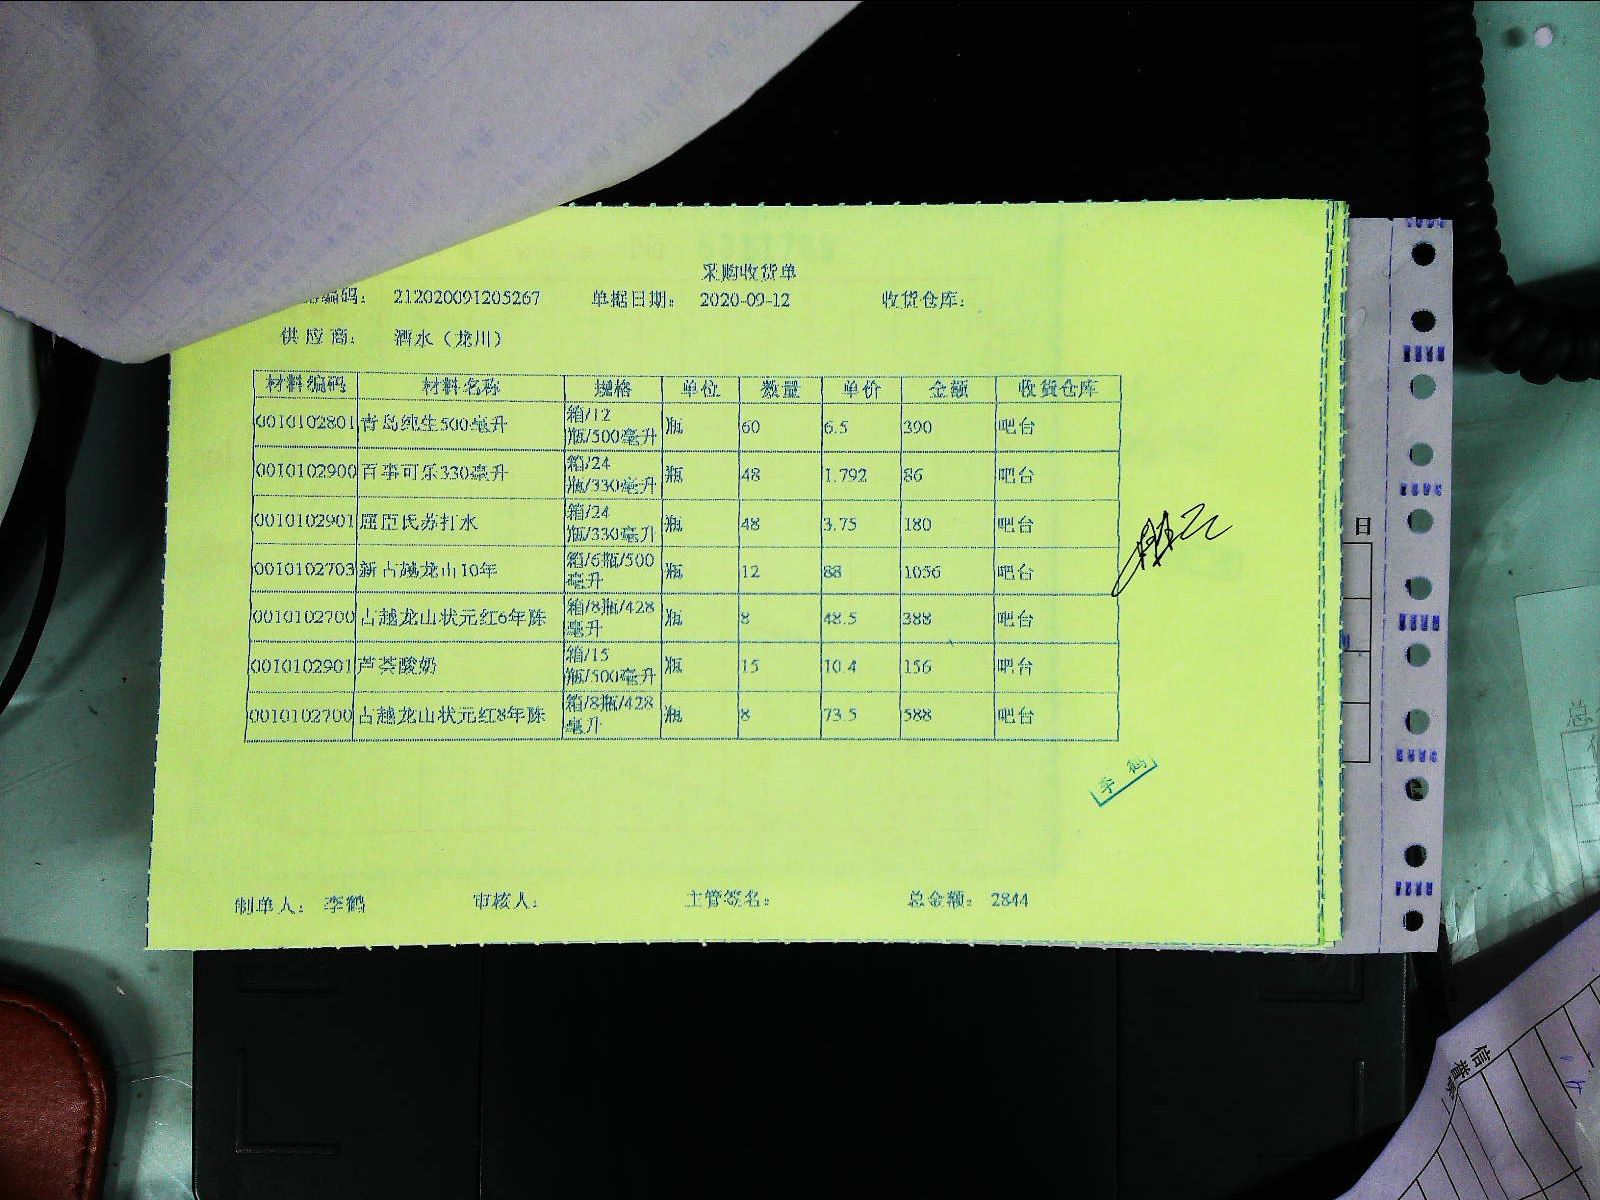 采购收货单
编码： 212020091205267 单据日期： 2020-09-12 收货仓库：
供应商： 酒水（龙川）
材料编码 材料名称 规格 单位 数量 单价 金额 收货仓库
0010102801 青岛纯生500毫升 箱/12瓶/500毫升 瓶 60 6.5 390 吧台
0010102900 百事可乐330毫升 箱/24瓶/330毫升 瓶 48 1.792 86 吧台
0010102901 屈臣氏苏打水 箱/24瓶/330毫升 瓶 48 3.75 180 吧台
0010102703 新古越龙山10年 箱/6瓶/500毫升 瓶 12 88 1056 吧台
0010102700 古越龙山状元红6年陈 箱/8瓶/428毫升 瓶 8 48.5 388 吧台
0010102901 芦荟酸奶 箱/15瓶/500毫升 瓶 15 10.4 156 吧台
0010102700 古越龙山状元红8年陈 箱/8瓶/428毫升 瓶 8 73.5 588 吧台
李鹤
制单人： 李鹤 审核人： 主管签名： 总金额： 2844
日
总